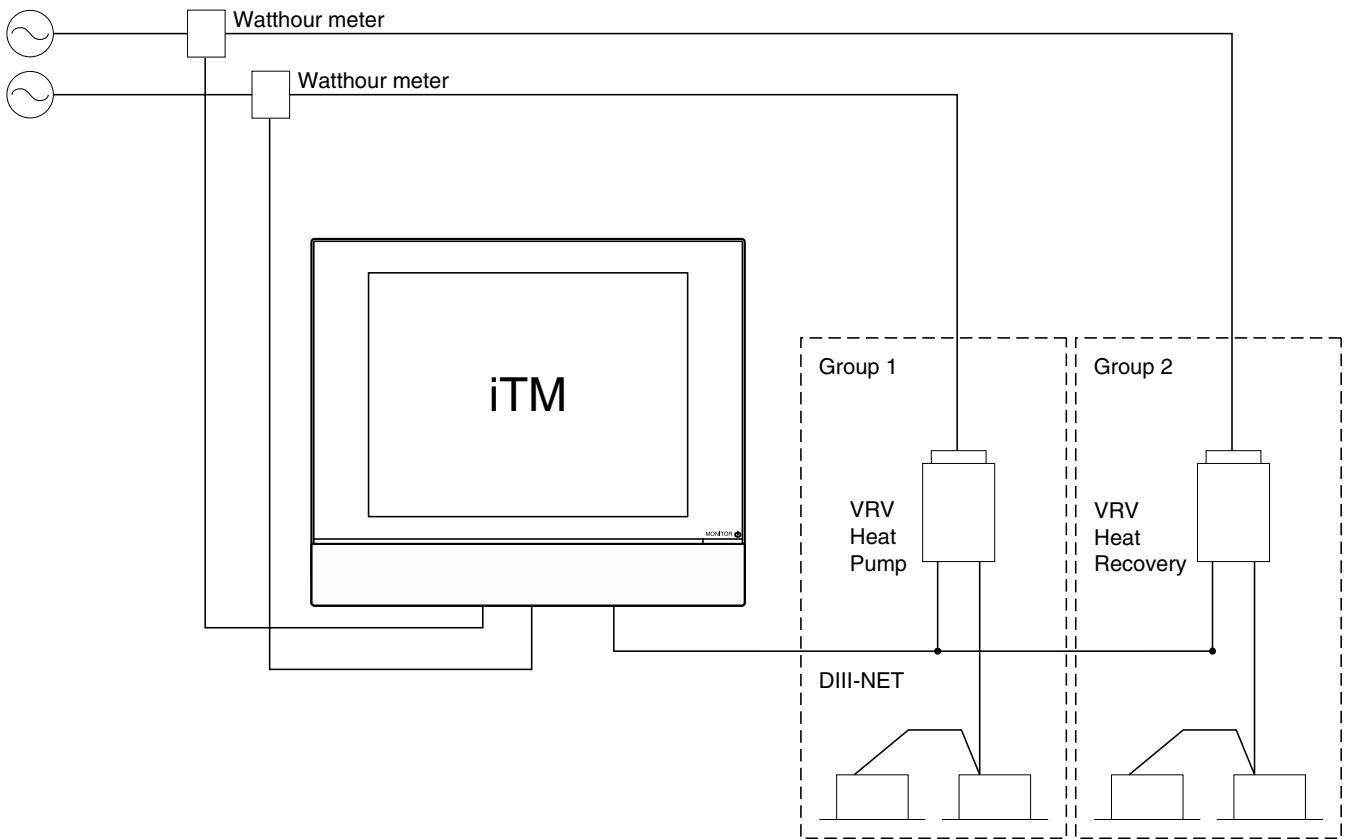 Watthour meter
Watthour meter
iTM
MONITOR
Group 1
Group 2
VRV
Heat
Pump
VRV
Heat
Recovery
DIII-NET